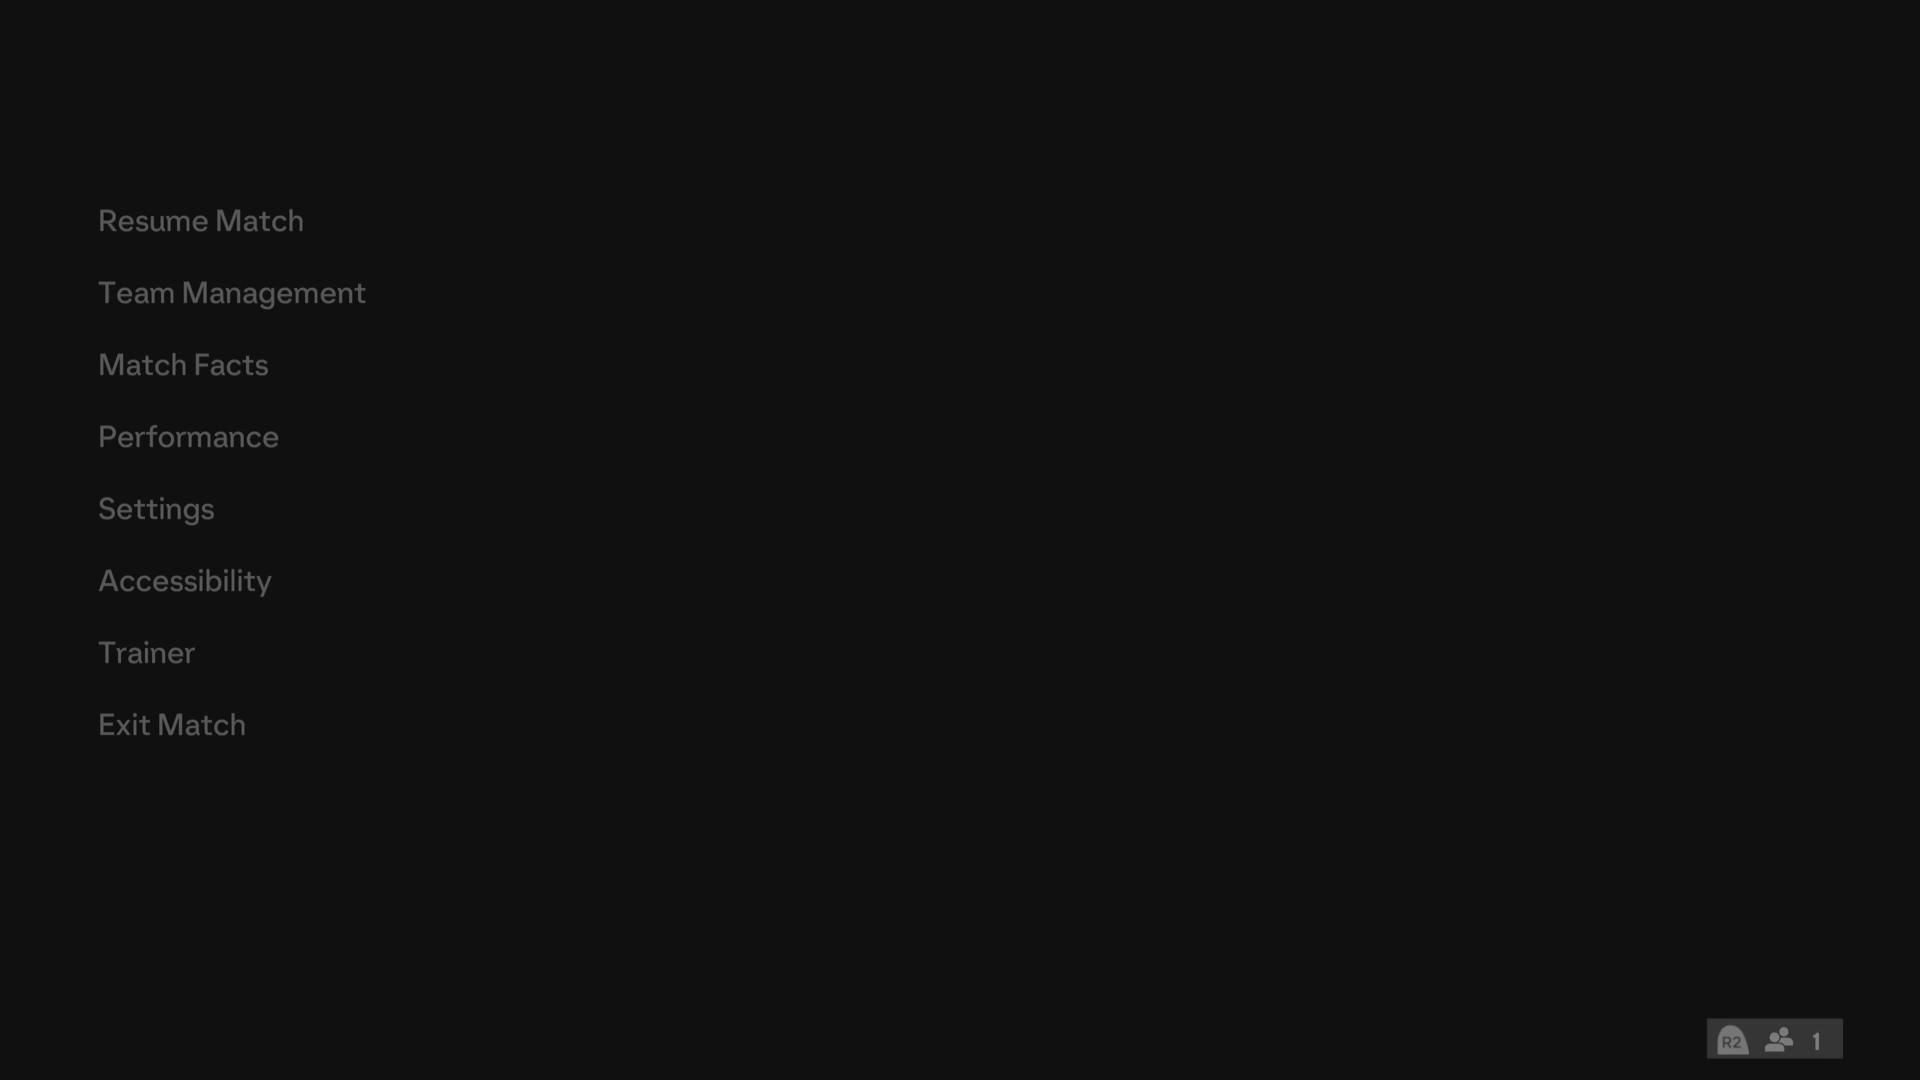 Resume Match
Team Management
Match Facts
Performance
Settings
Accessibility
Trainer
Exit Match
R2 1